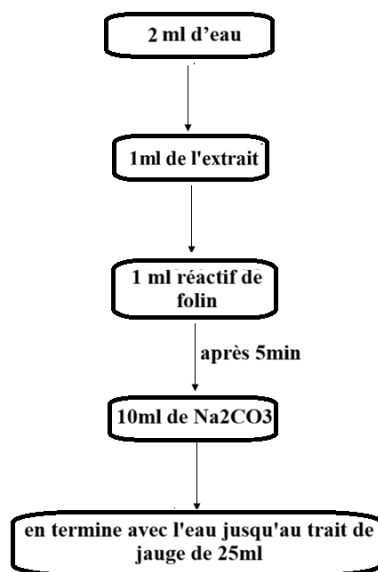 2 ml d'eau
1ml de l'extrait
1 ml réactif de
folin
après 5min
10ml de Na2CO3
en termine avec l'eau jusqu'au trait de
jauge de 25ml